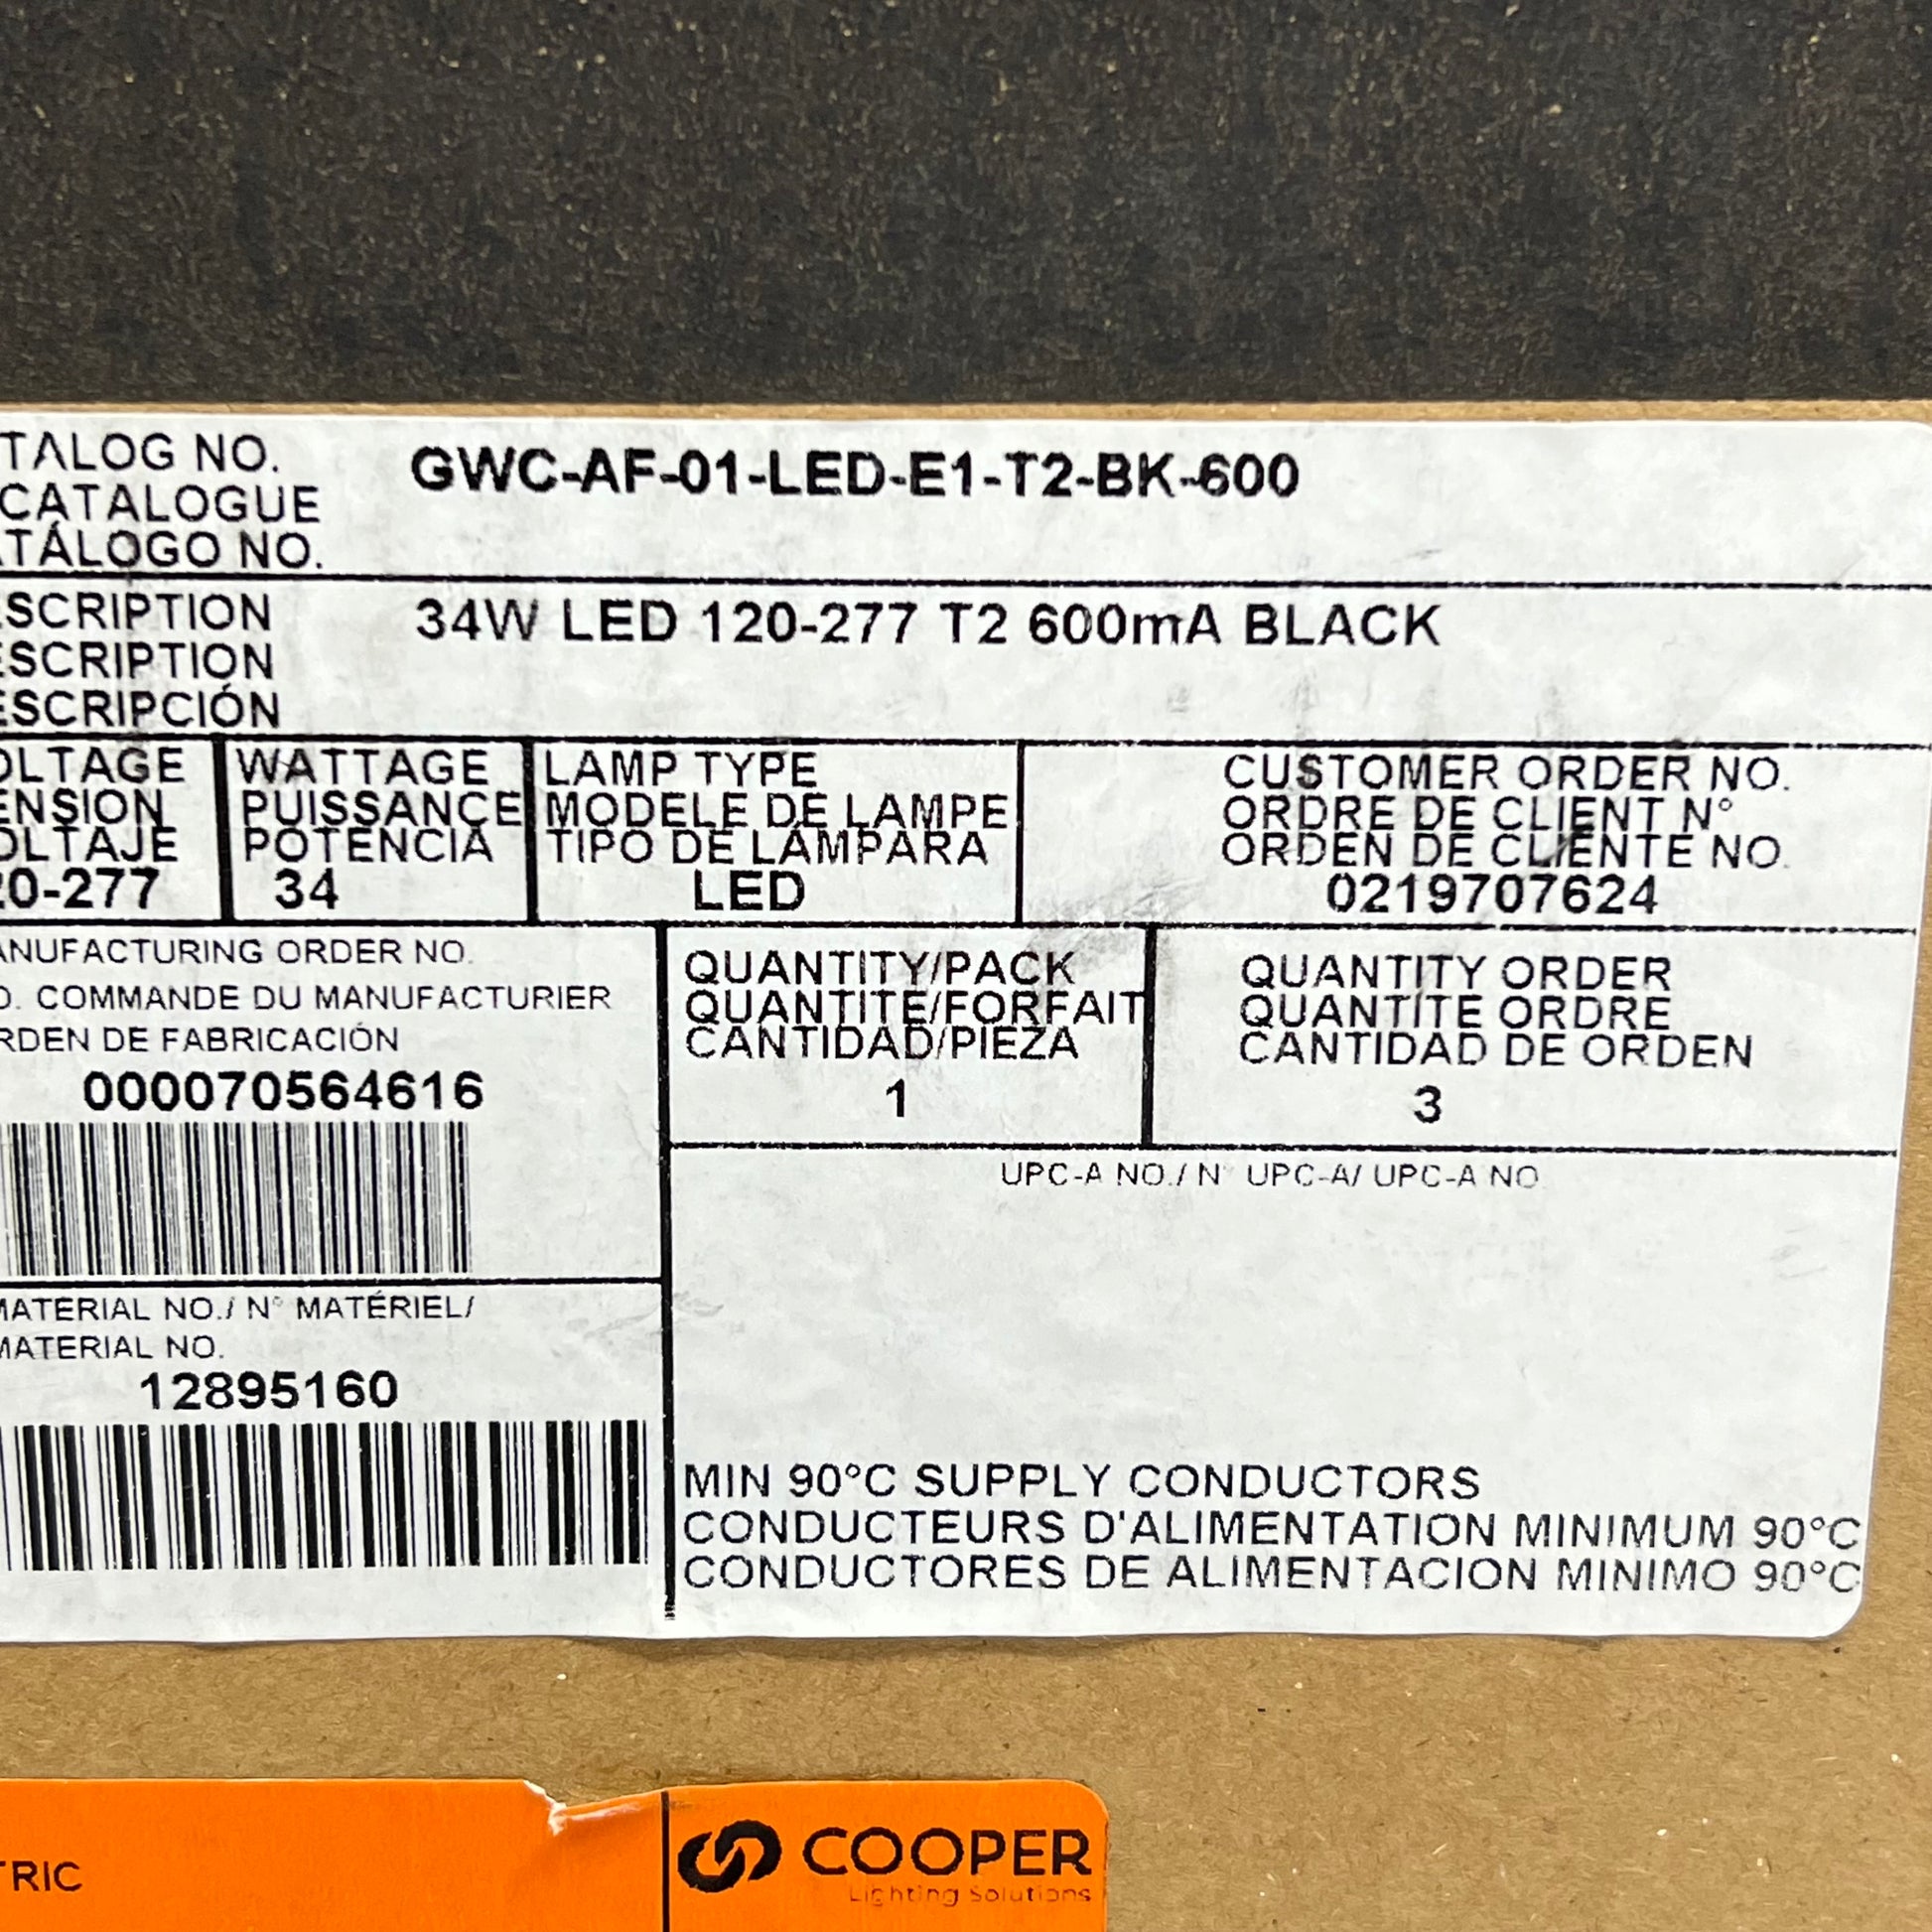 TALOG NO.
CATALOGUE
TÁLOGO NO.
GWC-AF-01-LED-E1-T2-BK-600
SCRIPTION
ESCRIPTION
ESCRIPCIÓN
34W LED 120-277 T2 600mA BLACK
OLTAGE
ENSION
OLTAJE
20-277
WATTAGE
PUISSANCE
POTENCIA
34
LAMP TYPE
MODELE DE LAMPE
TIPO DE LAMPARA
LED
CUSTOMER ORDER NO.
ORDRE DE CLIENT N°
ORDEN DE CLIENTE NO.
0219707624
ANUFACTURING ORDER NO.
O. COMMANDE DU MANUFACTURIER
RDEN DE FABRICACIÓN
000070564616
QUANTITY/PACK
QUANTITÉ/FORFAIT
CANTIDAD/PIEZA
1
QUANTITY ORDER
QUANTITÉ ORDRE
CANTIDAD DE ORDEN
3
UPC-A NO./ N° UPC-A/ UPC-A NO
MATERIAL NO./ N° MATÉRIEL/
MATERIAL NO.
12895160
MIN 90°C SUPPLY CONDUCTORS
CONDUCTEURS D'ALIMENTATION MINIMUM 90°C
CONDUCTORES DE ALIMENTACION MINIMO 90°C
TRIC
COOPER
Lighting Solutions